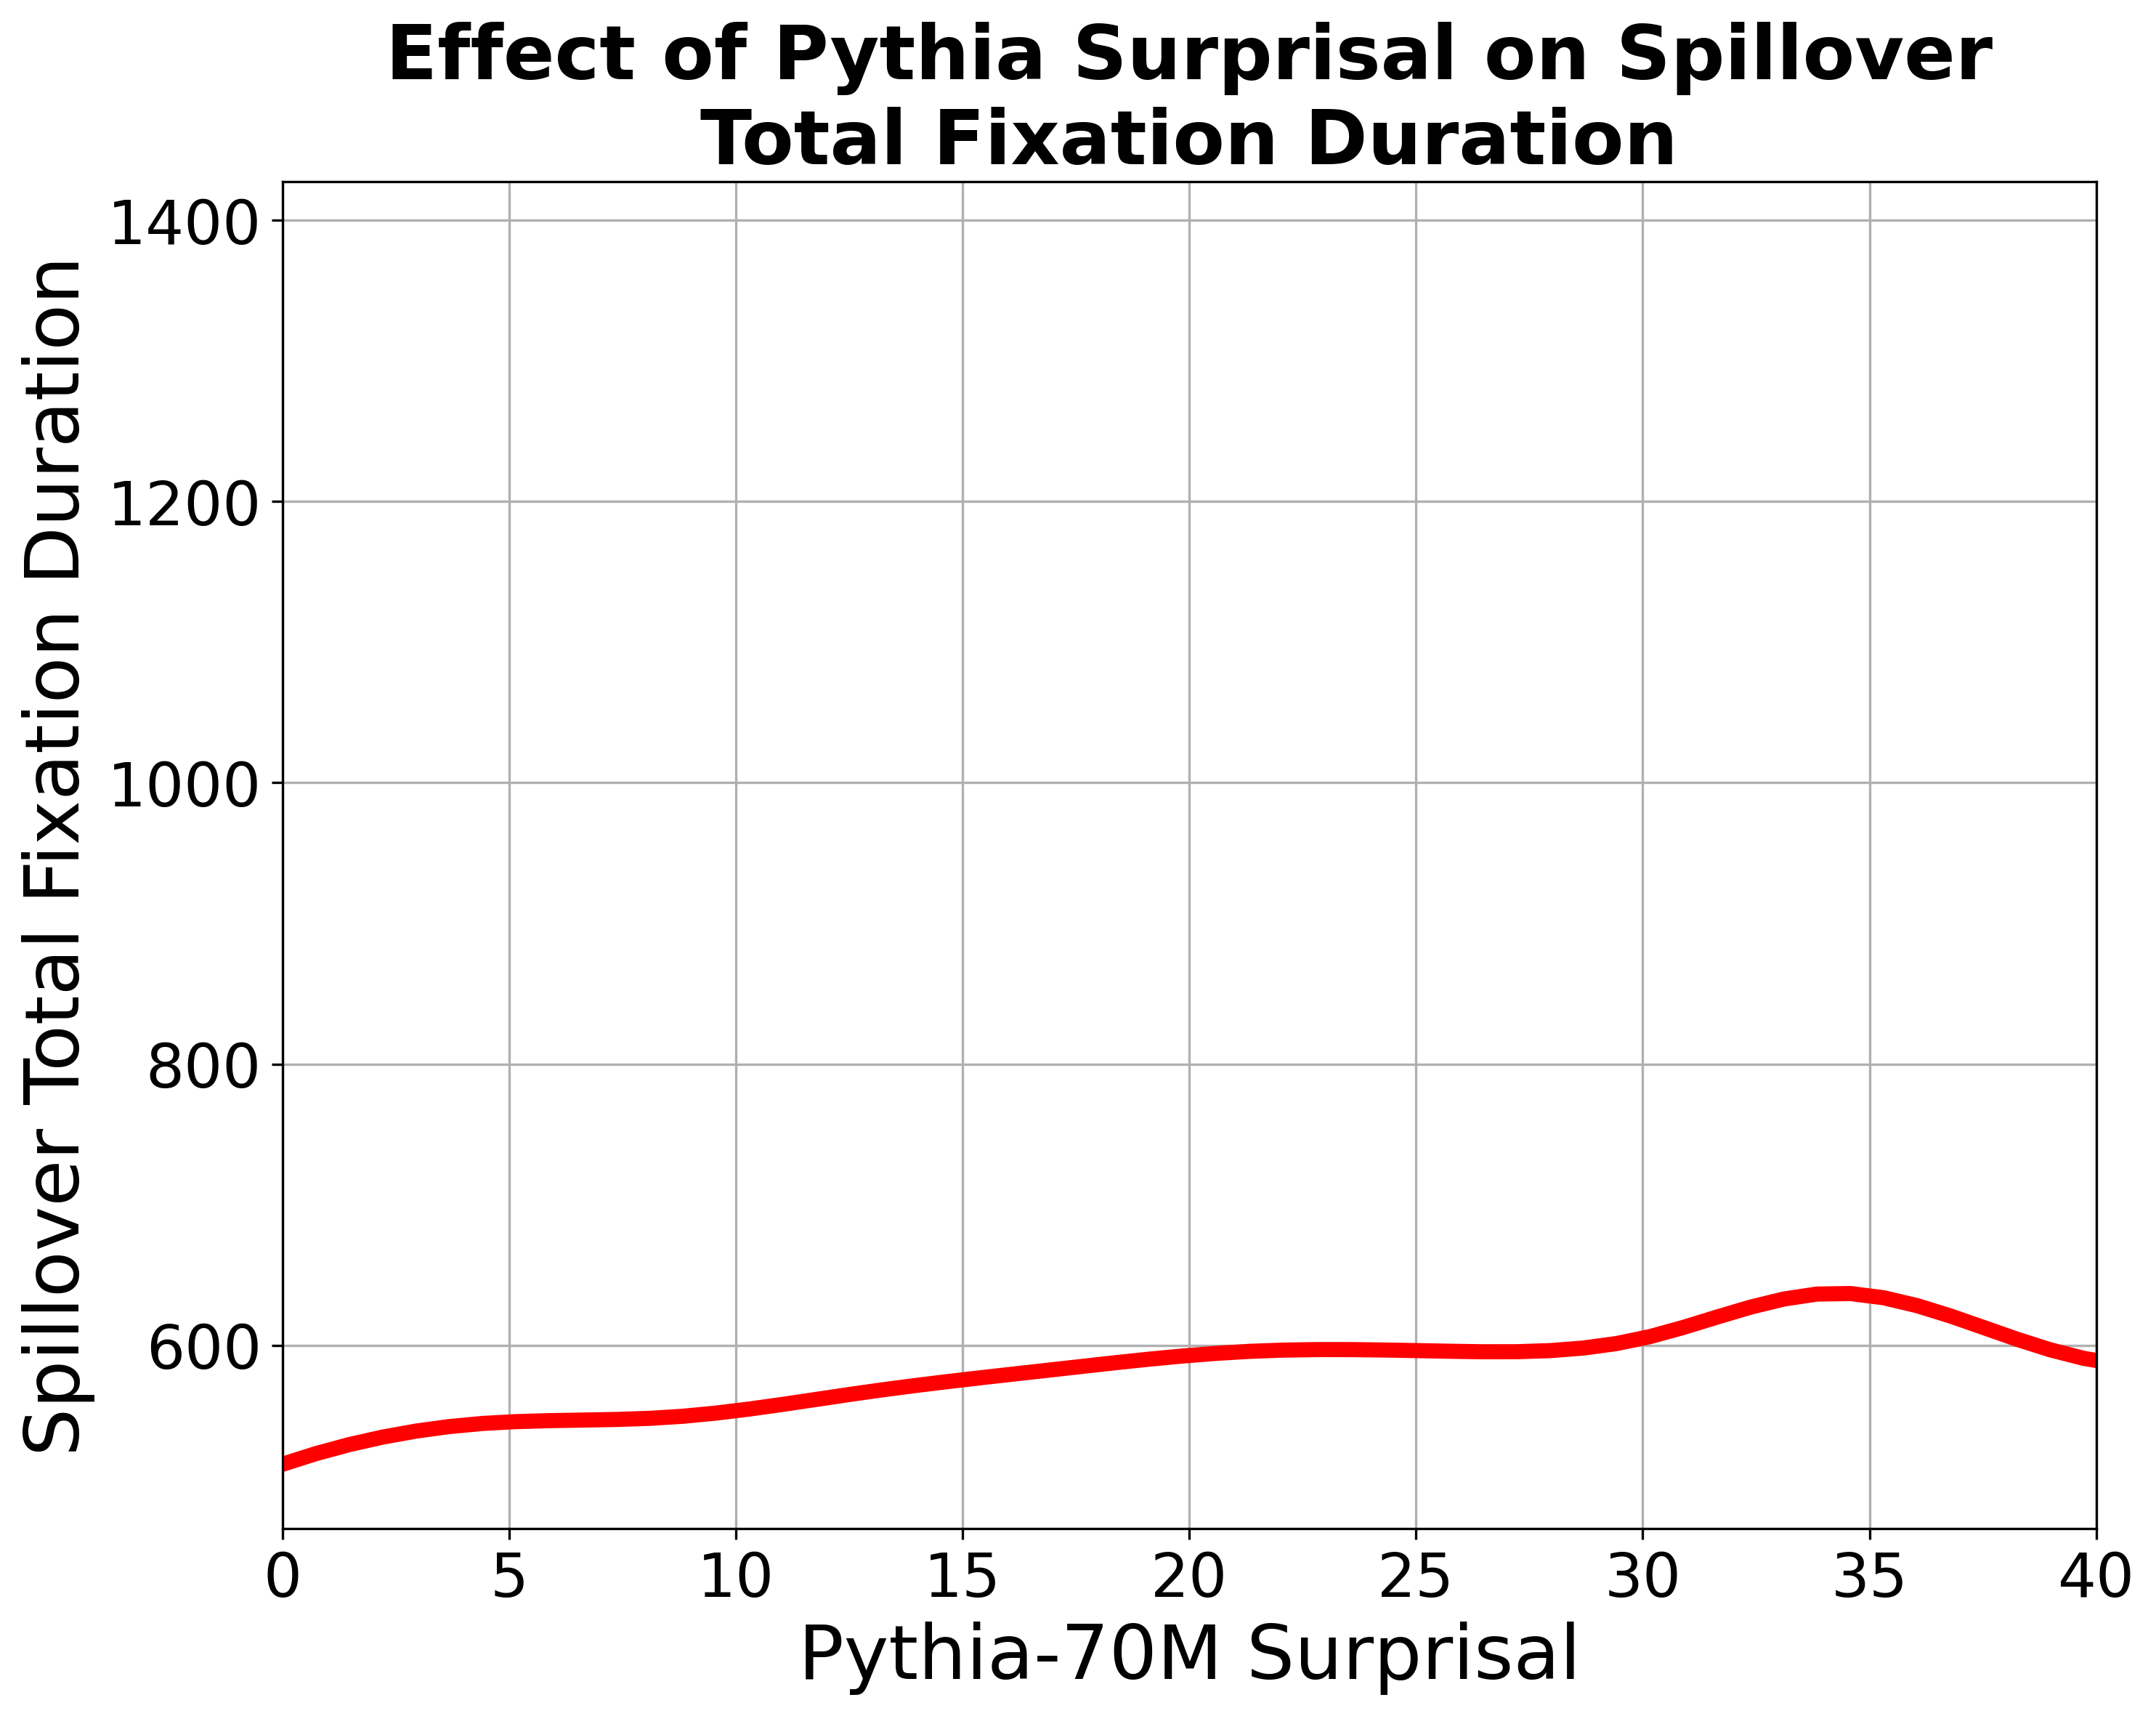 Effect of Pythia Surprisal on Spillover
Total Fixation Duration
Spillover Total Fixation Duration
1400
1200
1000
800
600
0 5 10 15 20 25 30 35 40
Pythia-70M Surprisal